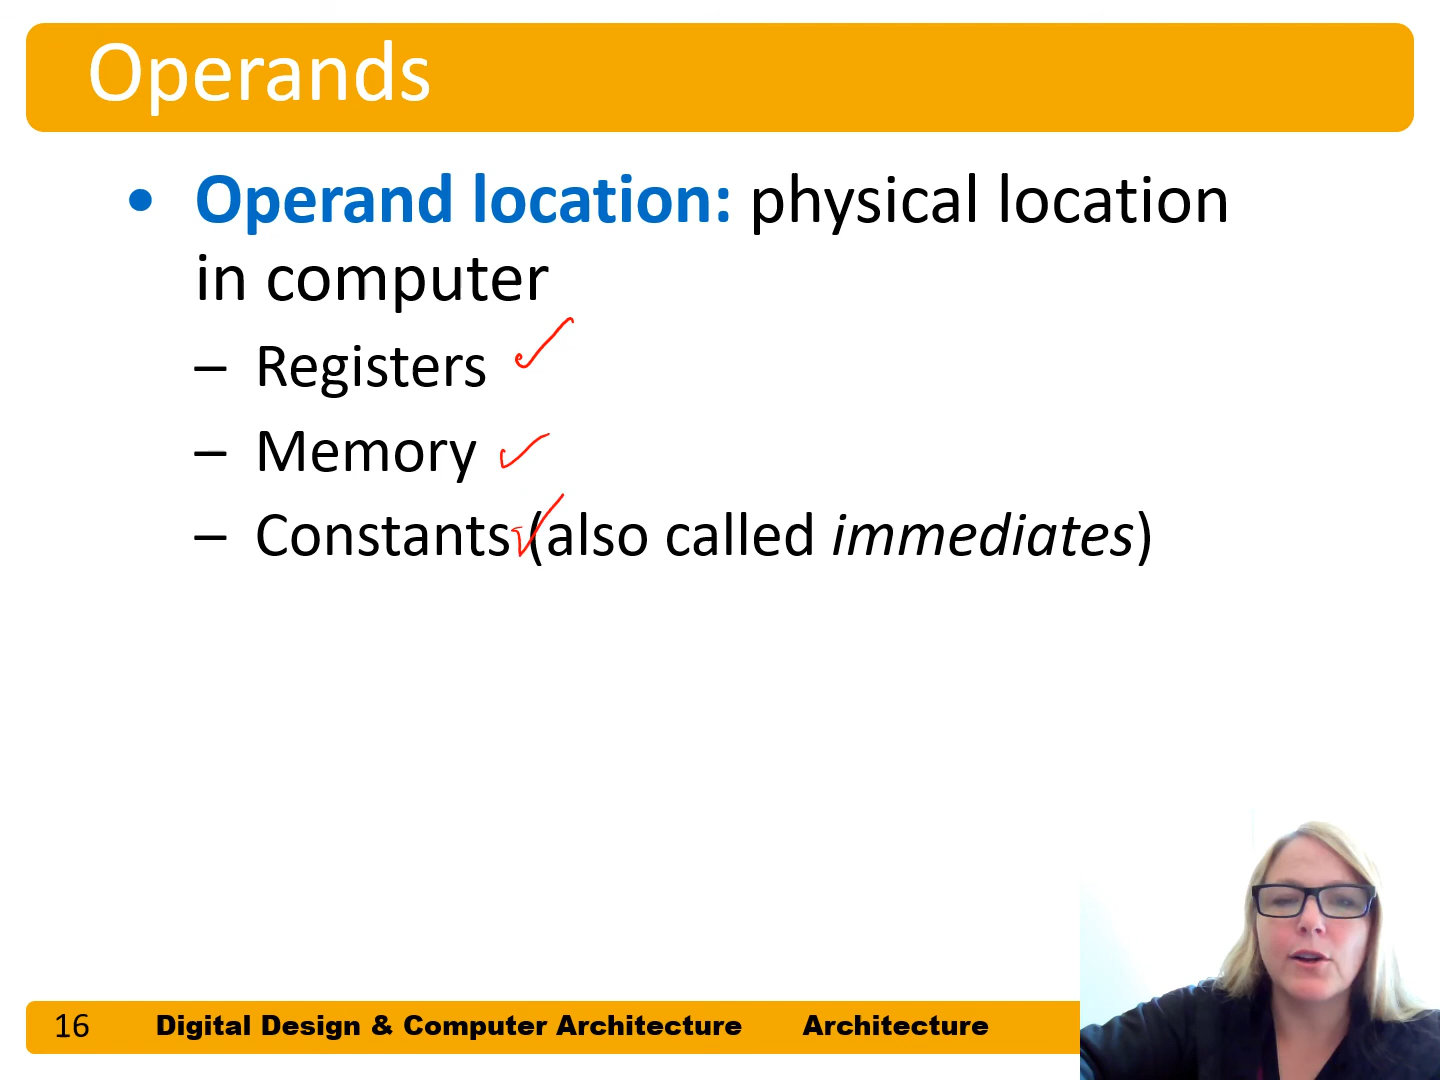 Operands
• Operand location: physical location
in computer
– Registers
– Memory
– Constants (also called immediates)
16 Digital Design & Computer Architecture Architecture